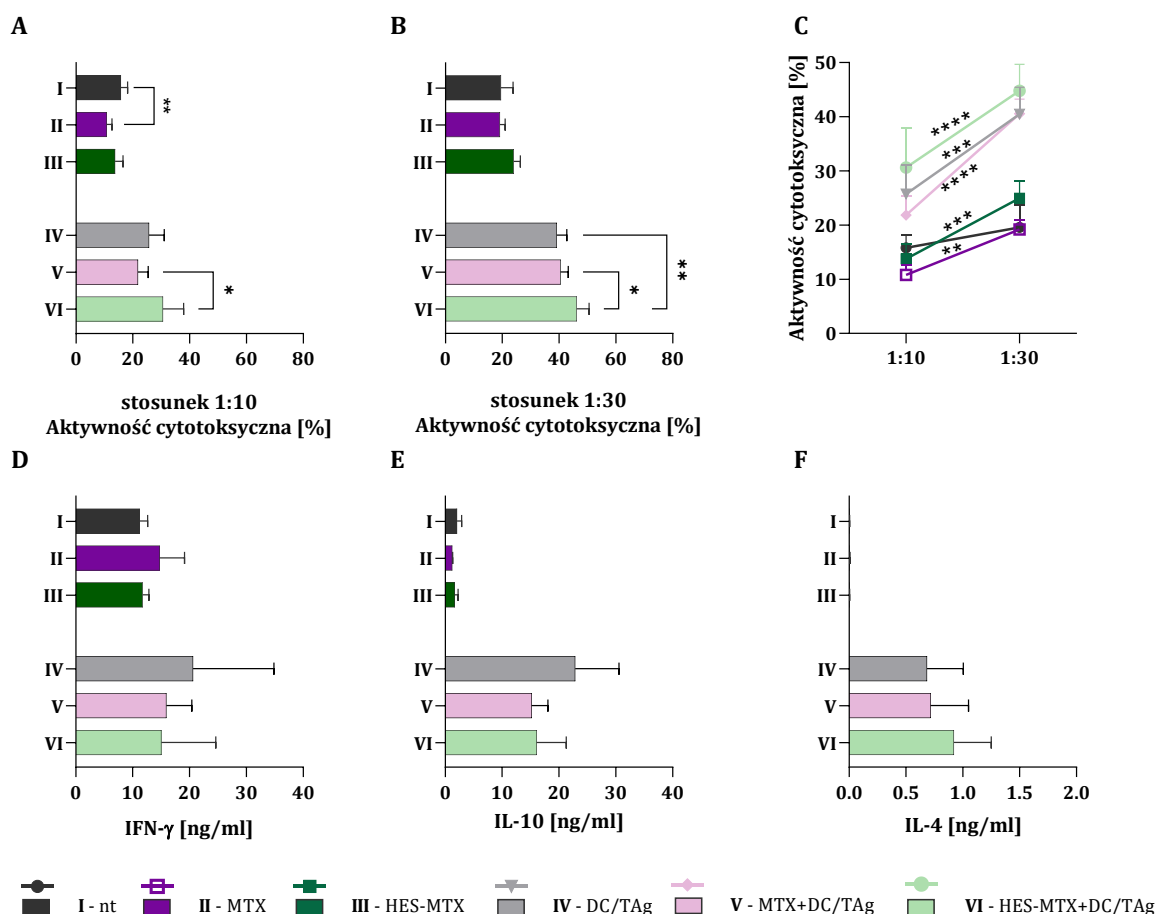 A
I
II
III
IV
V
VI
**
*
0 20 40 60 80
stosunek 1:10
Aktywność cytotoksyczna [%]
B
I
II
III
IV
V
VI
*
**
0 20 40 60 80
stosunek 1:30
Aktywność cytotoksyczna [%]
C
Aktywność cytotoksyczna [%]
50
40
30
20
10
0
****
***
****
***
**
1:10 1:30
D
I
II
III
IV
V
VI
0 10 20 30 40
IFN-γ [ng/ml]
E
I
II
III
IV
V
VI
0 10 20 30 40
IL-10 [ng/ml]
F
I
II
III
IV
V
VI
0.0 0.5 1.0 1.5 2.0
IL-4 [ng/ml]
I - nt II - MTX III - HES-MTX IV - DC/TAg V - MTX+DC/TAg VI - HES-MTX+DC/TAg